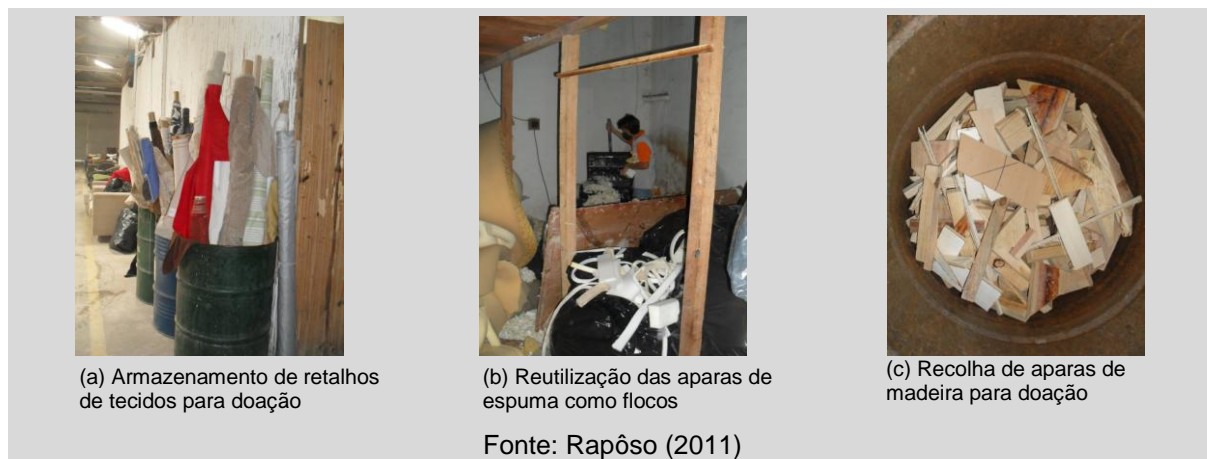 (a) Armazenamento de retalhos
de tecidos para doação
(b) Reutilização das aparas de
espuma como flocos
(c) Recolha de aparas de
madeira para doação
Fonte: Rapôso (2011)